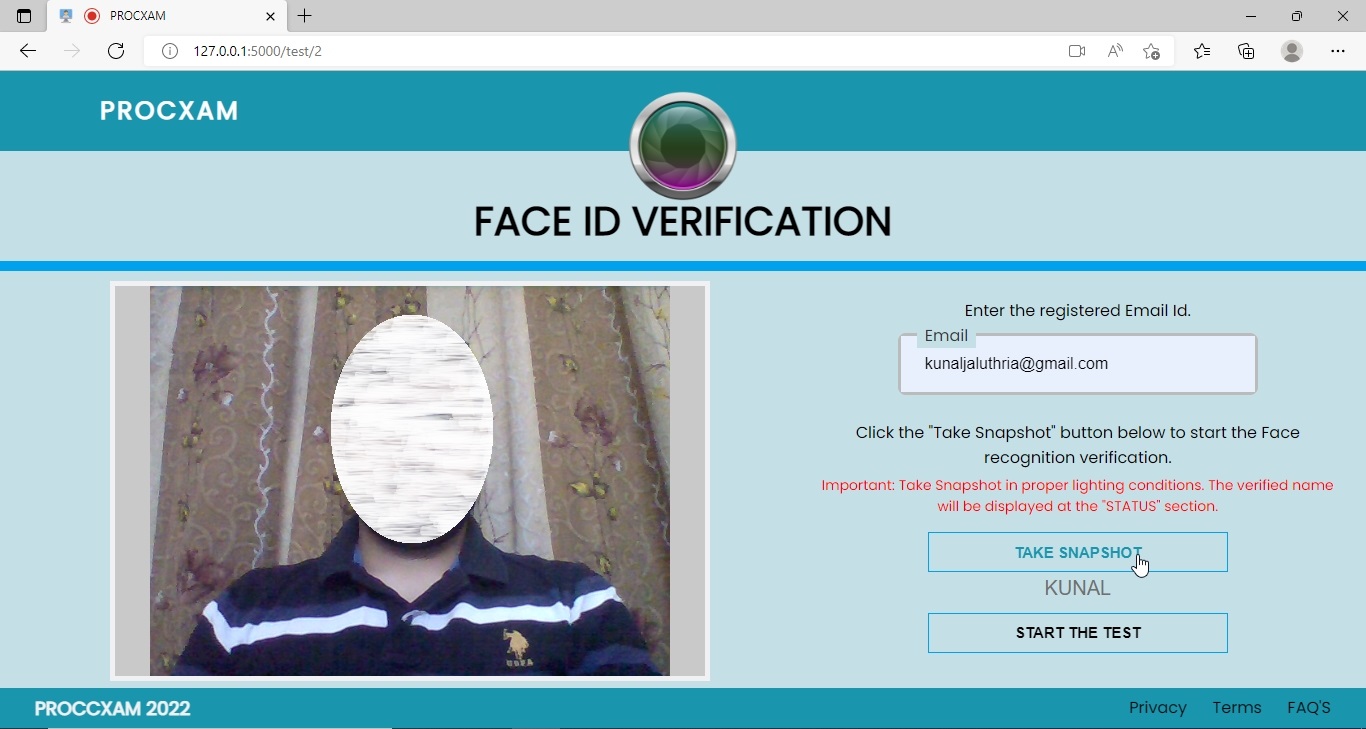 PROCXAM
127.0.0.1:5000/test/2
PROCXAM
FACE ID VERIFICATION
Enter the registered Email Id.
Email
kunaljaluthria@gmail.com
Click the "Take Snapshot" button below to start the Face
recognition verification.
Important: Take Snapshot in proper lighting conditions. The verified name
will be displayed at the "STATUS" section.
TAKE SNAPSHOT
KUNAL
START THE TEST
USPA
PROCCXAM 2022
Privacy Terms FAQ'S